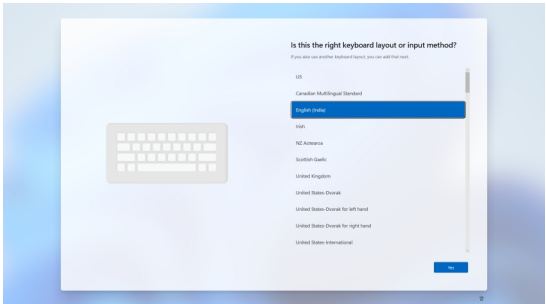 Is this the right keyboard layout or input method?
If you also use another keyboard layout, you can add that next.
US
Canadian Multilingual Standard
English (India)
Irish
NZ Aotearoa
Scottish Gaelic
United Kingdom
United States-Dvorak
United States-Dvorak for left hand
United States-Dvorak for right hand
United States-International
Yes